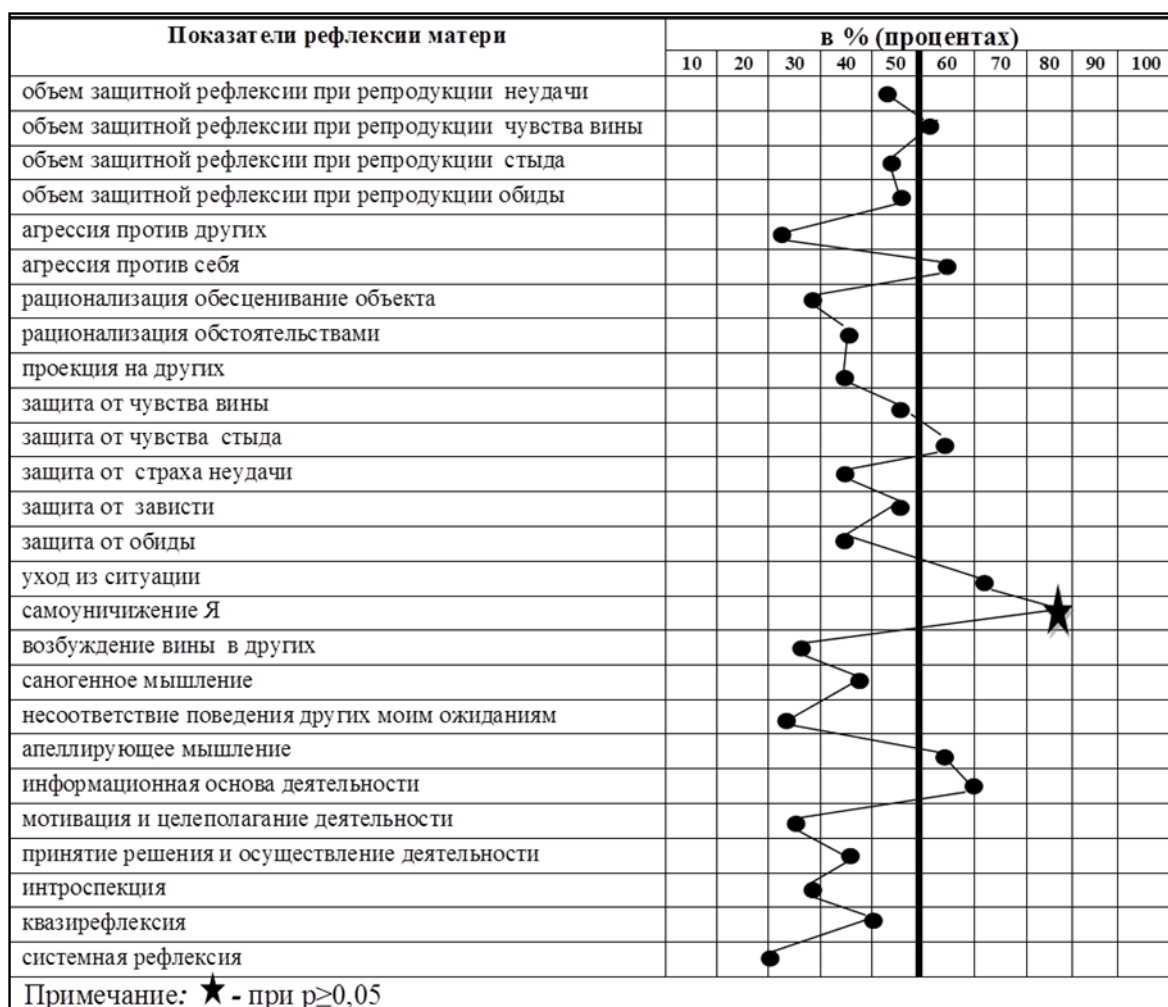 Показатели рефлексии матери
в % (процентах)
10 20 30 40 50 60 70 80 90 100
объем защитной рефлексии при репродукции неудачи
объем защитной рефлексии при репродукции чувства вины
объем защитной рефлексии при репродукции стыда
объем защитной рефлексии при репродукции обиды
агрессия против других
агрессия против себя
рационализация обесценивание объекта
рационализация обстоятельствами
проекция на других
защита от чувства вины
защита от чувства стыда
защита от страха неудачи
защита от зависти
защита от обиды
уход из ситуации
самоуничижение Я
возбуждение вины в других
саногенное мышление
несоответствие поведения других моим ожиданиям
апеллирующее мышление
информационная основа деятельности
мотивация и целеполагание деятельности
принятие решения и осуществление деятельности
интроспекция
квазирефлексия
системная рефлексия
Примечание: ★ - при p≥0,05